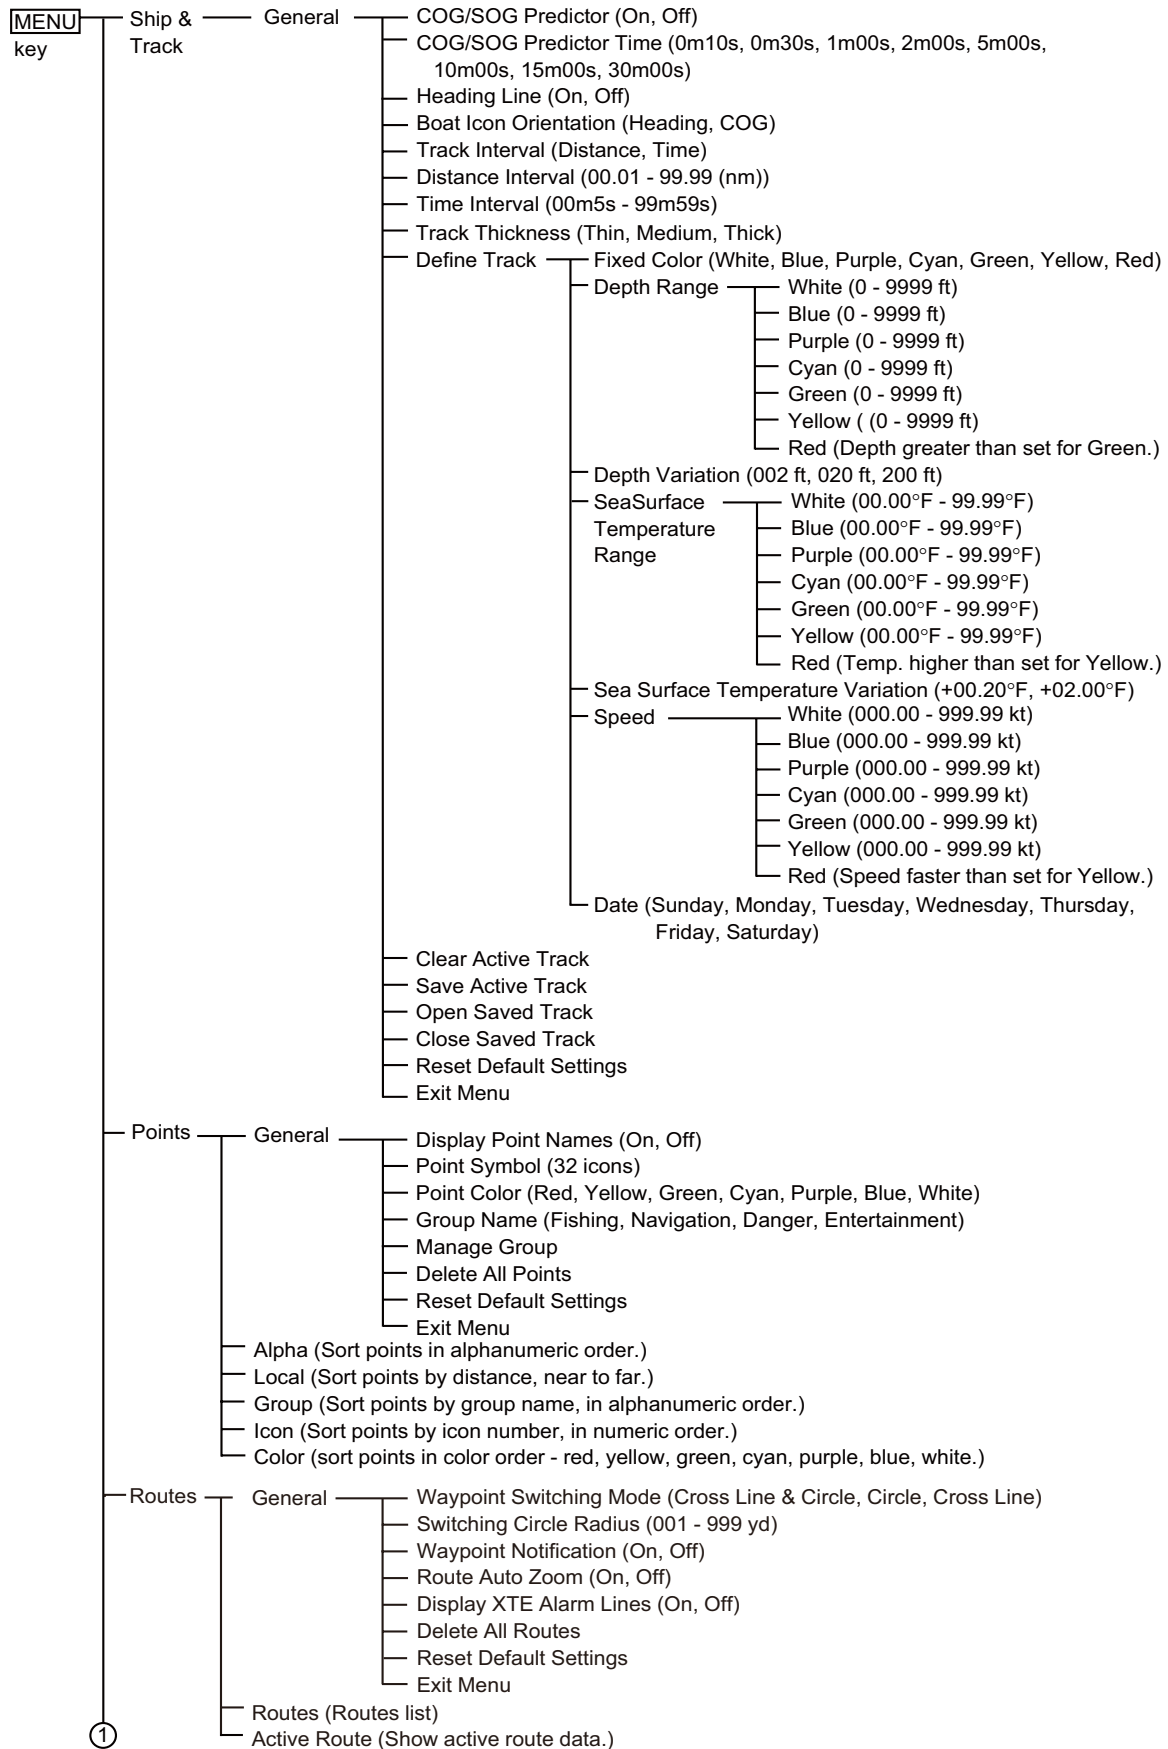 MENU key
Ship & Track
General
COG/SOG Predictor (On, Off)
COG/SOG Predictor Time (0m10s, 0m30s, 1m00s, 2m00s, 5m00s,
10m00s, 15m00s, 30m00s)
Heading Line (On, Off)
Boat Icon Orientation (Heading, COG)
Track Interval (Distance, Time)
Distance Interval (00.01 - 99.99 (nm))
Time Interval (00m5s - 99m59s)
Track Thickness (Thin, Medium, Thick)
Define Track
Fixed Color (White, Blue, Purple, Cyan, Green, Yellow, Red)
Depth Range
White (0 - 9999 ft)
Blue (0 - 9999 ft)
Purple (0 - 9999 ft)
Cyan (0 - 9999 ft)
Green (0 - 9999 ft)
Yellow ( (0 - 9999 ft)
Red (Depth greater than set for Green.)
Depth Variation (002 ft, 020 ft, 200 ft)
SeaSurface
Temperature
Range
White (00.00°F - 99.99°F)
Blue (00.00°F - 99.99°F)
Purple (00.00°F - 99.99°F)
Cyan (00.00°F - 99.99°F)
Green (00.00°F - 99.99°F)
Yellow (00.00°F - 99.99°F)
Red (Temp. higher than set for Yellow.)
Sea Surface Temperature Variation (+00.20°F, +02.00°F)
Speed
White (000.00 - 999.99 kt)
Blue (000.00 - 999.99 kt)
Purple (000.00 - 999.99 kt)
Cyan (000.00 - 999.99 kt)
Green (000.00 - 999.99 kt)
Yellow (000.00 - 999.99 kt)
Red (Speed faster than set for Yellow.)
Date (Sunday, Monday, Tuesday, Wednesday, Thursday,
Friday, Saturday)
Clear Active Track
Save Active Track
Open Saved Track
Close Saved Track
Reset Default Settings
Exit Menu
Points
General
Display Point Names (On, Off)
Point Symbol (32 icons)
Point Color (Red, Yellow, Green, Cyan, Purple, Blue, White)
Group Name (Fishing, Navigation, Danger, Entertainment)
Manage Group
Delete All Points
Reset Default Settings
Exit Menu
Alpha (Sort points in alphanumeric order.)
Local (Sort points by distance, near to far.)
Group (Sort points by group name, in alphanumeric order.)
Icon (Sort points by icon number, in numeric order.)
Color (sort points in color order - red, yellow, green, cyan, purple, blue, white.)
Routes
General
Waypoint Switching Mode (Cross Line & Circle, Circle, Cross Line)
Switching Circle Radius (001 - 999 yd)
Waypoint Notification (On, Off)
Route Auto Zoom (On, Off)
Display XTE Alarm Lines (On, Off)
Delete All Routes
Reset Default Settings
Exit Menu
Routes (Routes list)
Active Route (Show active route data.)
1